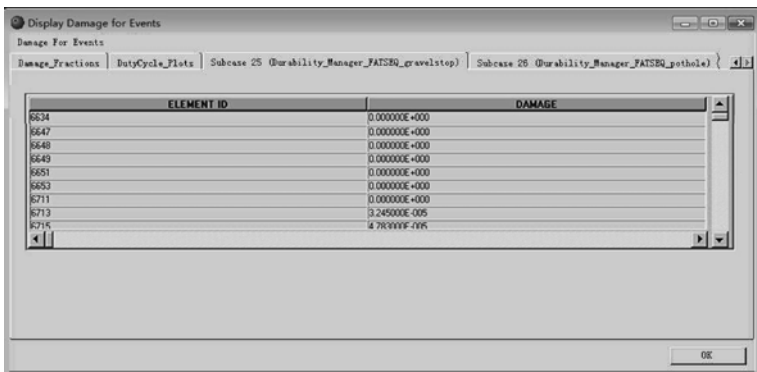 Display Damage for Events
Damage For Events
Damage_Fractions DutyCycle_Plots Subcase 25 (Durability_Manager_FATSEQ_gravelstop) Subcase 26 (Durability_Manager_FATSEQ_pothole)
ELEMENT ID DAMAGE
6634 0.000000E+000
6647 0.000000E+000
6648 0.000000E+000
6649 0.000000E+000
6651 0.000000E+000
6653 0.000000E+000
6711 0.000000E+000
6713 3.245000E-005
6715 4.783000E-005
OK